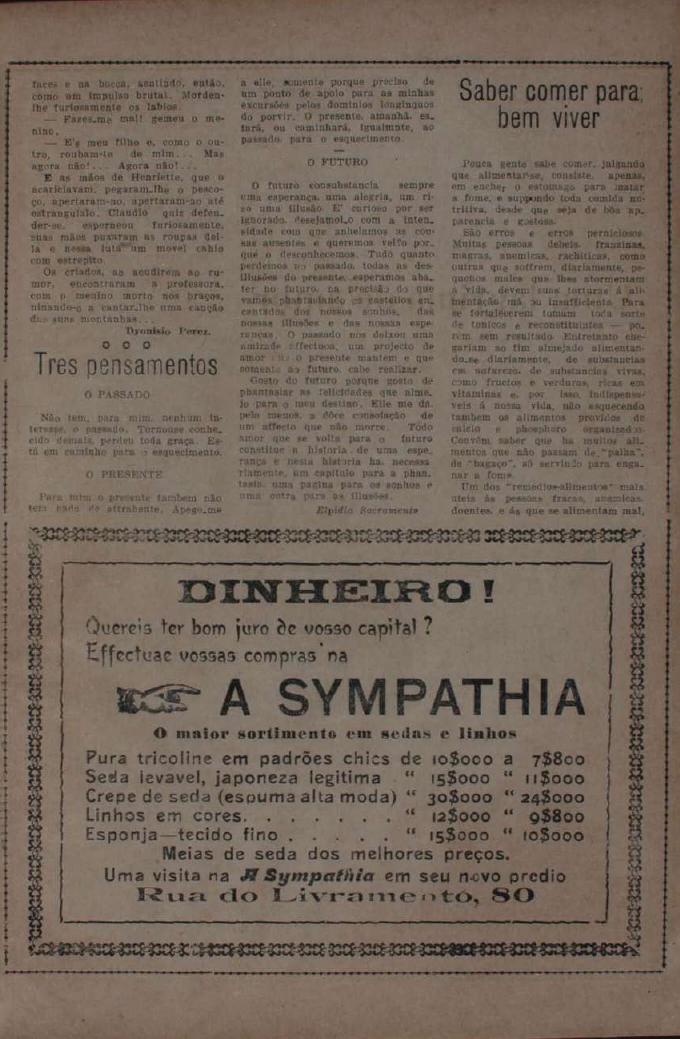 faces e na bocca, sentindo, então,
como um impulso brutal. Morden-
lhe furiosamente os labios.
— Fazes-me mal! gemeu o me-
nino.
— E's meu filho e, como o ou-
tro, roubam-te de mim... Mas
agora não!... Agora não!...
E as mãos de Henriette, que o
acariciavam, pegaram-lhe o pesco-
ço, apertaram-no, apertaram-no até
estrangulal-o. Claudio quiz defen-
der-se, esperneou furiosamente,
suas mãos puxaram as roupas del-
la e nessa luta um movel cahio
com estrepito.
Os criados, ao acudirem ao ru-
mor, encontraram a professora,
com o menino morto nos braços,
ninando-o a cantar-lhe uma canção
das suas montanhas...
Dyonisio Perez.
Tres pensamentos
O PASSADO
Não tem, para mim, nenhum in-
teresse, o passado. Tornou-se conhe-
cido demais, perdeu toda graça. Es-
tá em caminho para o esquecimento.
O PRESENTE
Para mim o presente tambem não
tem nada de attrahente. Apego-me
a elle, somente porque preciso de
um ponto de apoio para as minhas
excursões pelos dominios longinquos
do porvir. O presente, amanhã, es-
tará, ou caminhará, igualmnte, ao
passado, para o esquecimento.
O FUTURO
O futuro consubstancia sempre
uma esperança, uma alegria, um ri-
so uma illusão. E' curioso por ser
ignorado. Desejamol-o com a inten-
sidade com que anhelamos as cou-
sas ausentes e queremos vel-o por-
que o desconhecemos. Tudo quanto
perdemos no passado, todas as des-
illusões do presente, esperamos aba-
ter no futuro, na precisão do que
vamos phantasiando os castellos en-
cantados dos nossos sonhos, das
nossas illusões e das nossas espe-
ranças. O passado nos deixou uma
amizade effectuosa, um projecto de
amor que o presente mantem e que
somente ao futuro cabe realizar.
Gosto do futuro porque gosto de
phantasiar as felicidades que alme-
jo para o meu destino. Elle me dá,
pelo menos, a dôce consolação de
um affecto que não morre. Todo
amor que se volta para o futuro
constitue a historia de uma espe-
rança e nesta historia ha, necessa-
riamente, um capitulo para a phan-
tasia, uma pagina para os sonhos e
uma outra para as illusões.
Elpidio Sacramento
Saber comer para
bem viver
Pouca gente sabe comer, julgando
que alimentar-se, consiste, apenas,
em encher o estomago para matar
a fome, e suppondo toda comida nu-
tritiva, desde que seja de bôa ap-
parencia e gostosa.
São erros e erros perniciosos.
Muitas pessoas debeis, franzinas,
magras, anemicas, rachiticas, como
outras que soffrem, diariamente, pe-
quenos males que lhes atormentam
a vida, devem suas torturas á ali-
mentação má ou insufficiente. Para
se fortalecerem tomam toda sorte
de tonicos e reconstituintes — po-
rém sem resultado. Entretanto che-
gariam ao fim almejado alimentan-
do-se diariamente, de substancias
em natureza, de substancias vivas,
como fructos e verduras, ricas em
vitaminas e, por isso, indispensa-
veis á nossa vida, não esquecendo
tambem os alimentos providos de
calcio e phosphoro organisados.
Convém saber que ha muitos ali-
mentos que não passam de "palha",
de "bagaço", só servindo para enga-
nar a fome.
Um dos "remedios-alimentos" mais
uteis ás pessoas fracas, anemicas,
doentes, e ás que se alimentam mal,
DINHEIRO!
Quereis ter bom juro de vosso capital?
Effectuae vossas compras na
A SYMPATHIA
O maior sortimento em sedas e linhos
Pura tricoline em padrões chics de 10$000 a 7$800
Seda levavel, japoneza legitima " 15$000 " 11$000
Crepe de seda (espuma alta moda) " 30$000 " 24$000
Linhos em cores. . . . . . . " 12$000 " 9$800
Esponja—tecido fino . . . . . " 15$000 " 10$000
Meias de seda dos melhores preços.
Uma visita na A Sympathia em seu novo predio
Rua do Livramento, 80